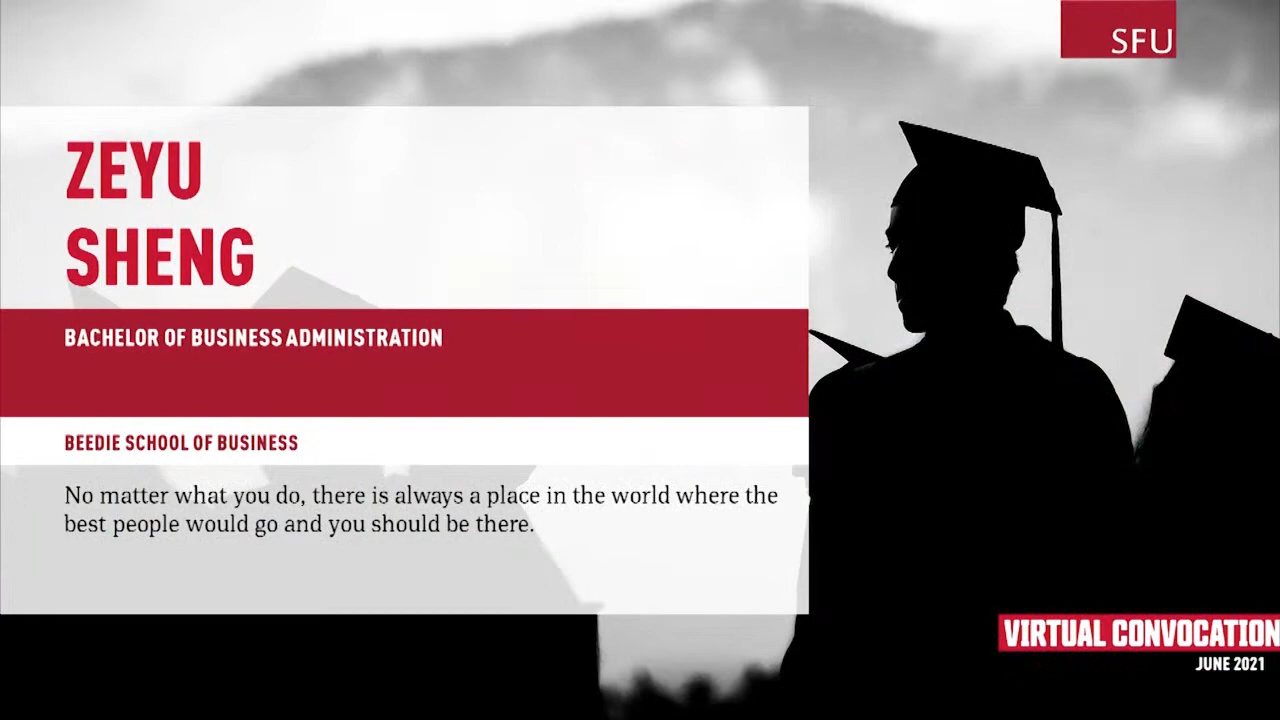 SFU
ZEYU
SHENG
BACHELOR OF BUSINESS ADMINISTRATION
BEEDIE SCHOOL OF BUSINESS
No matter what you do, there is always a place in the world where the
best people would go and you should be there.
VIRTUAL CONVOCATION
JUNE 2021